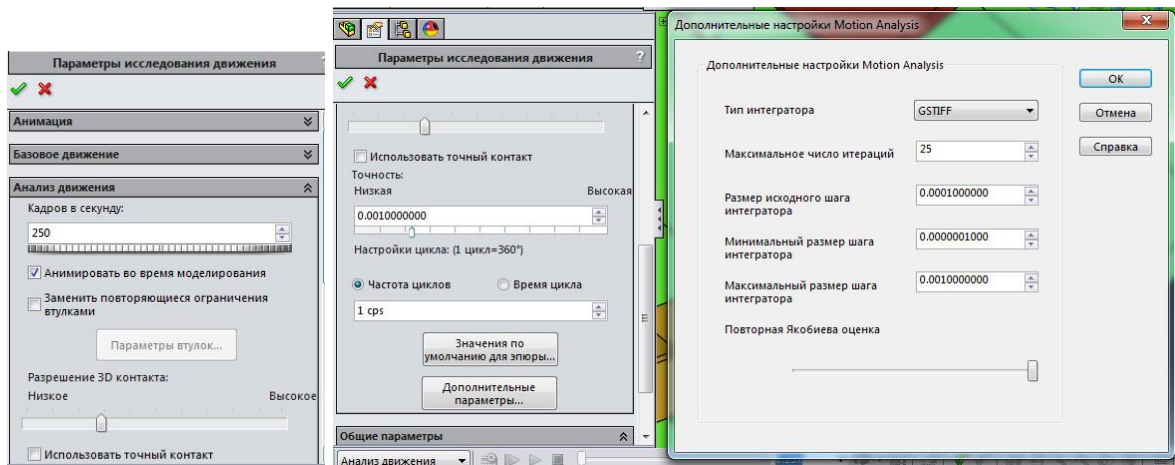 Параметры исследования движения
Анимация
Базовое движение
Анализ движения
Кадров в секунду:
250
Анимировать во время моделирования
Заменить повторяющиеся ограничения
втулками
Параметры втулок...
Разрешение 3D контакта:
Низкое Высокое
Использовать точный контакт
Параметры исследования движения ?
Использовать точный контакт
Точность:
Низкая Высокая
0.0010000000
Настройки цикла: (1 цикл=360°)
Частота циклов Время цикла
1 cps
Значения по
умолчанию для эпюры...
Дополнительные
параметры...
Общие параметры
Анализ движения
Дополнительные настройки Motion Analysis
Дополнительные настройки Motion Analysis
Тип интегратора GSTIFF
Максимальное число итераций 25
Размер исходного шага
интегратора
0.0001000000
Минимальный размер шага
интегратора
0.0000001000
Максимальный размер шага
интегратора
0.0010000000
Повторная Якобиева оценка
OK
Отмена
Справка